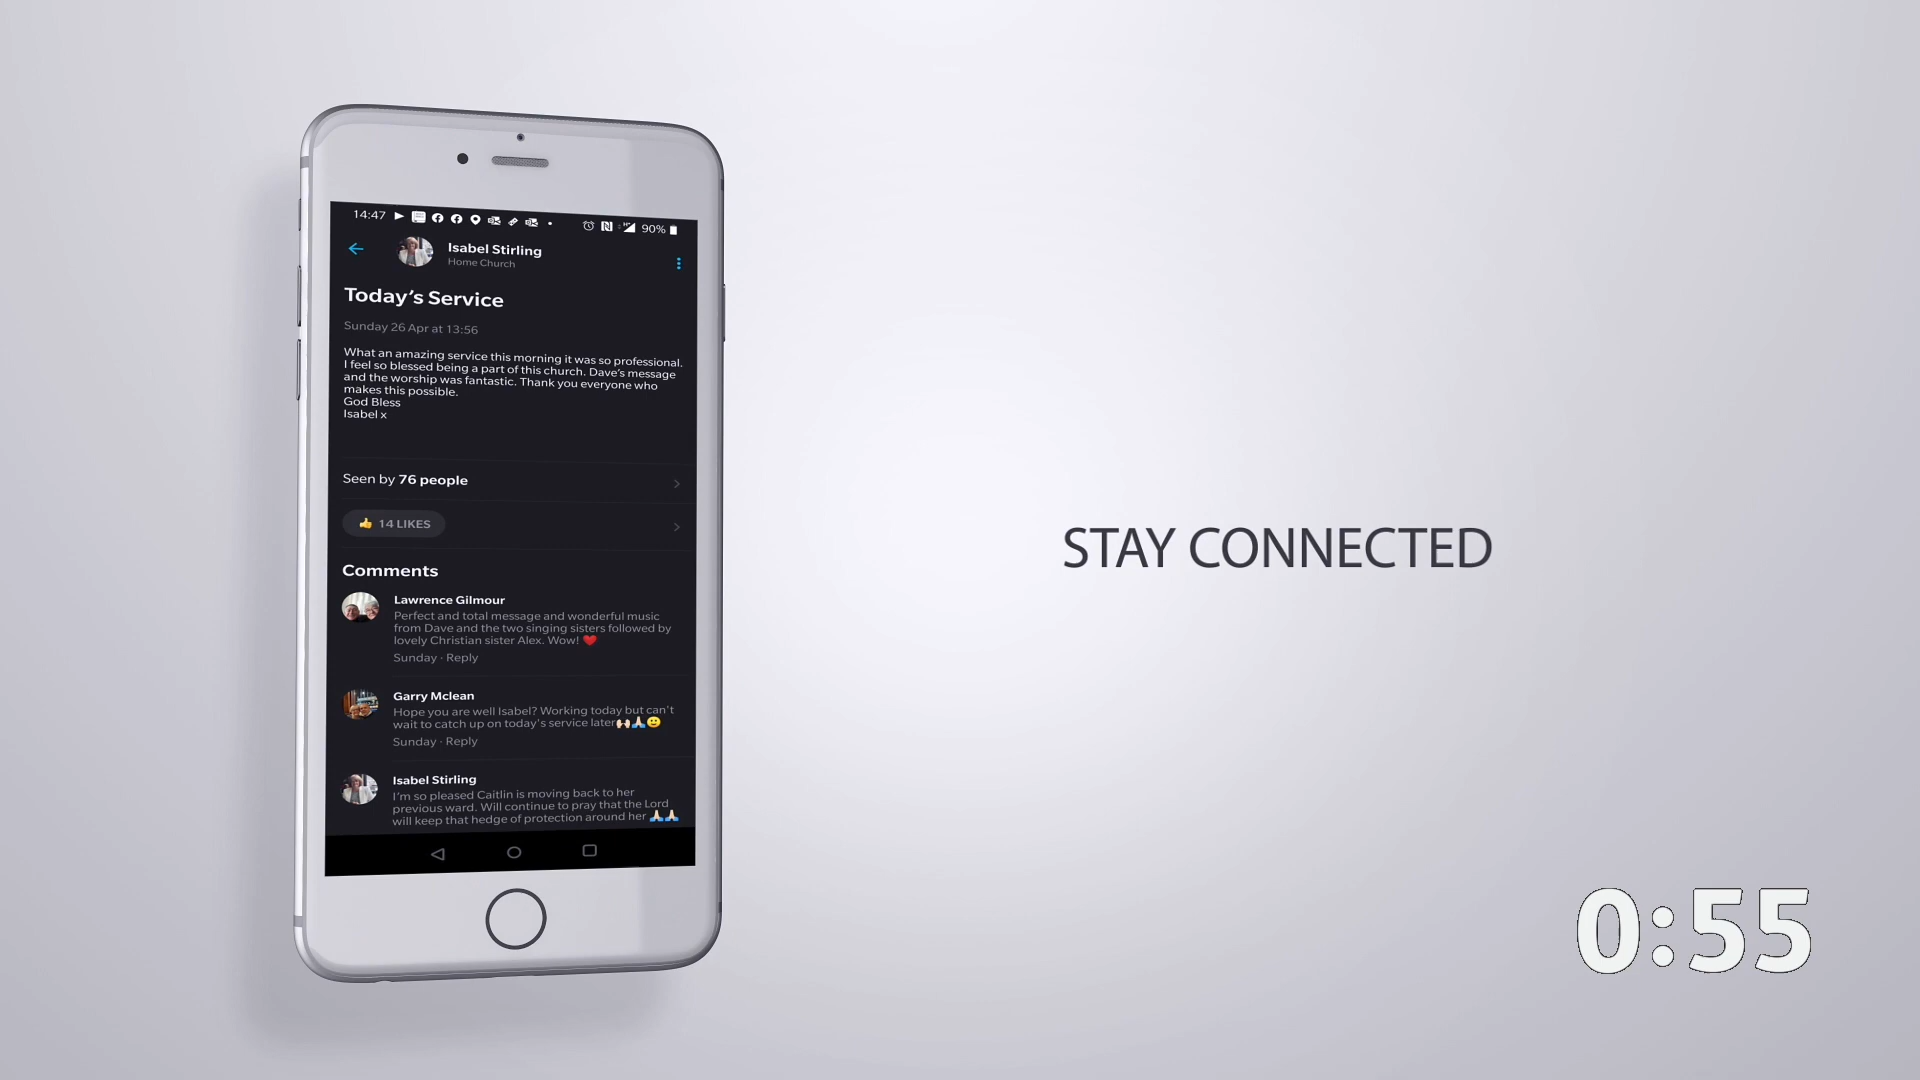 14:47
90%
Isabel Stirling
Home Church
Today's Service
Sunday 26 Apr at 13:56
What an amazing service this morning it was so professional.
I feel so blessed being a part of this church. Dave's message
and the worship was fantastic. Thank you everyone who
makes this possible.
God Bless
Isabel x
Seen by 76 people
👍 14 LIKES
Comments
Lawrence Gilmour
Perfect and total message and wonderful music
from Dave and the two singing sisters followed by
lovely Christian sister Alex. Wow! ❤️
Sunday · Reply
Garry Mclean
Hope you are well Isabel? Working today but can't
wait to catch up on today's service later🙌🏻🙏🏻🙂
Sunday · Reply
Isabel Stirling
I'm so pleased Caitlin is moving back to her
previous ward. Will continue to pray that the Lord
will keep that hedge of protection around her 🙏🏻🙏🏻
STAY CONNECTED
0:55